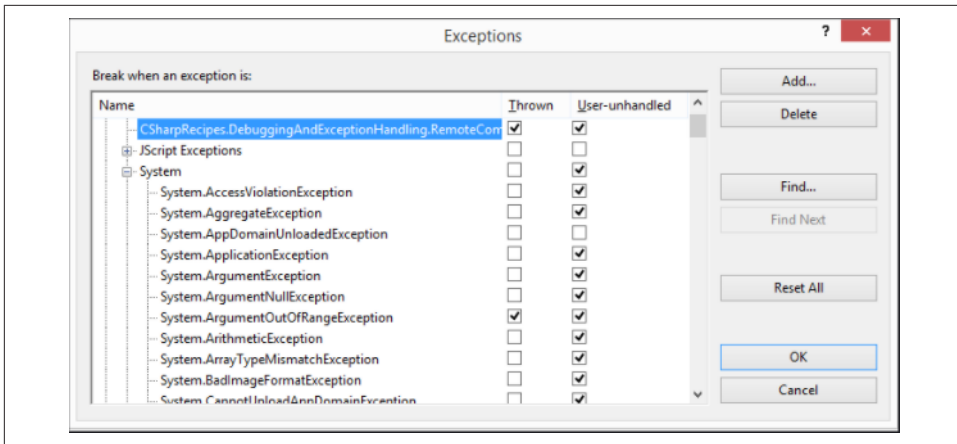 Exceptions
?
×
Break when an exception is:
Name Thrown User-unhandled
CSharpRecipes.DebuggingAndExceptionHandling.RemoteCom
JScript Exceptions
System
System.AccessViolationException
System.AggregateException
System.AppDomainUnloadedException
System.ApplicationException
System.ArgumentException
System.ArgumentNullException
System.ArgumentOutOfRangeException
System.ArithmeticException
System.ArrayTypeMismatchException
System.BadImageFormatException
System.CannotUnloadAppDomainException
Add...
Delete
Find...
Find Next
Reset All
OK
Cancel